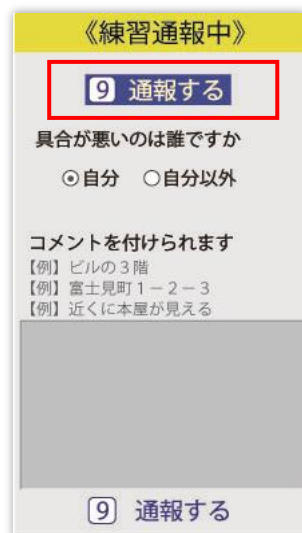 《練習通報中》
9 通報する
具合が悪いのは誰ですか
自分 自分以外
コメントを付けられます
【例】ビルの3階
【例】富士見町1－2－3
【例】近くに本屋が見える
9 通報する